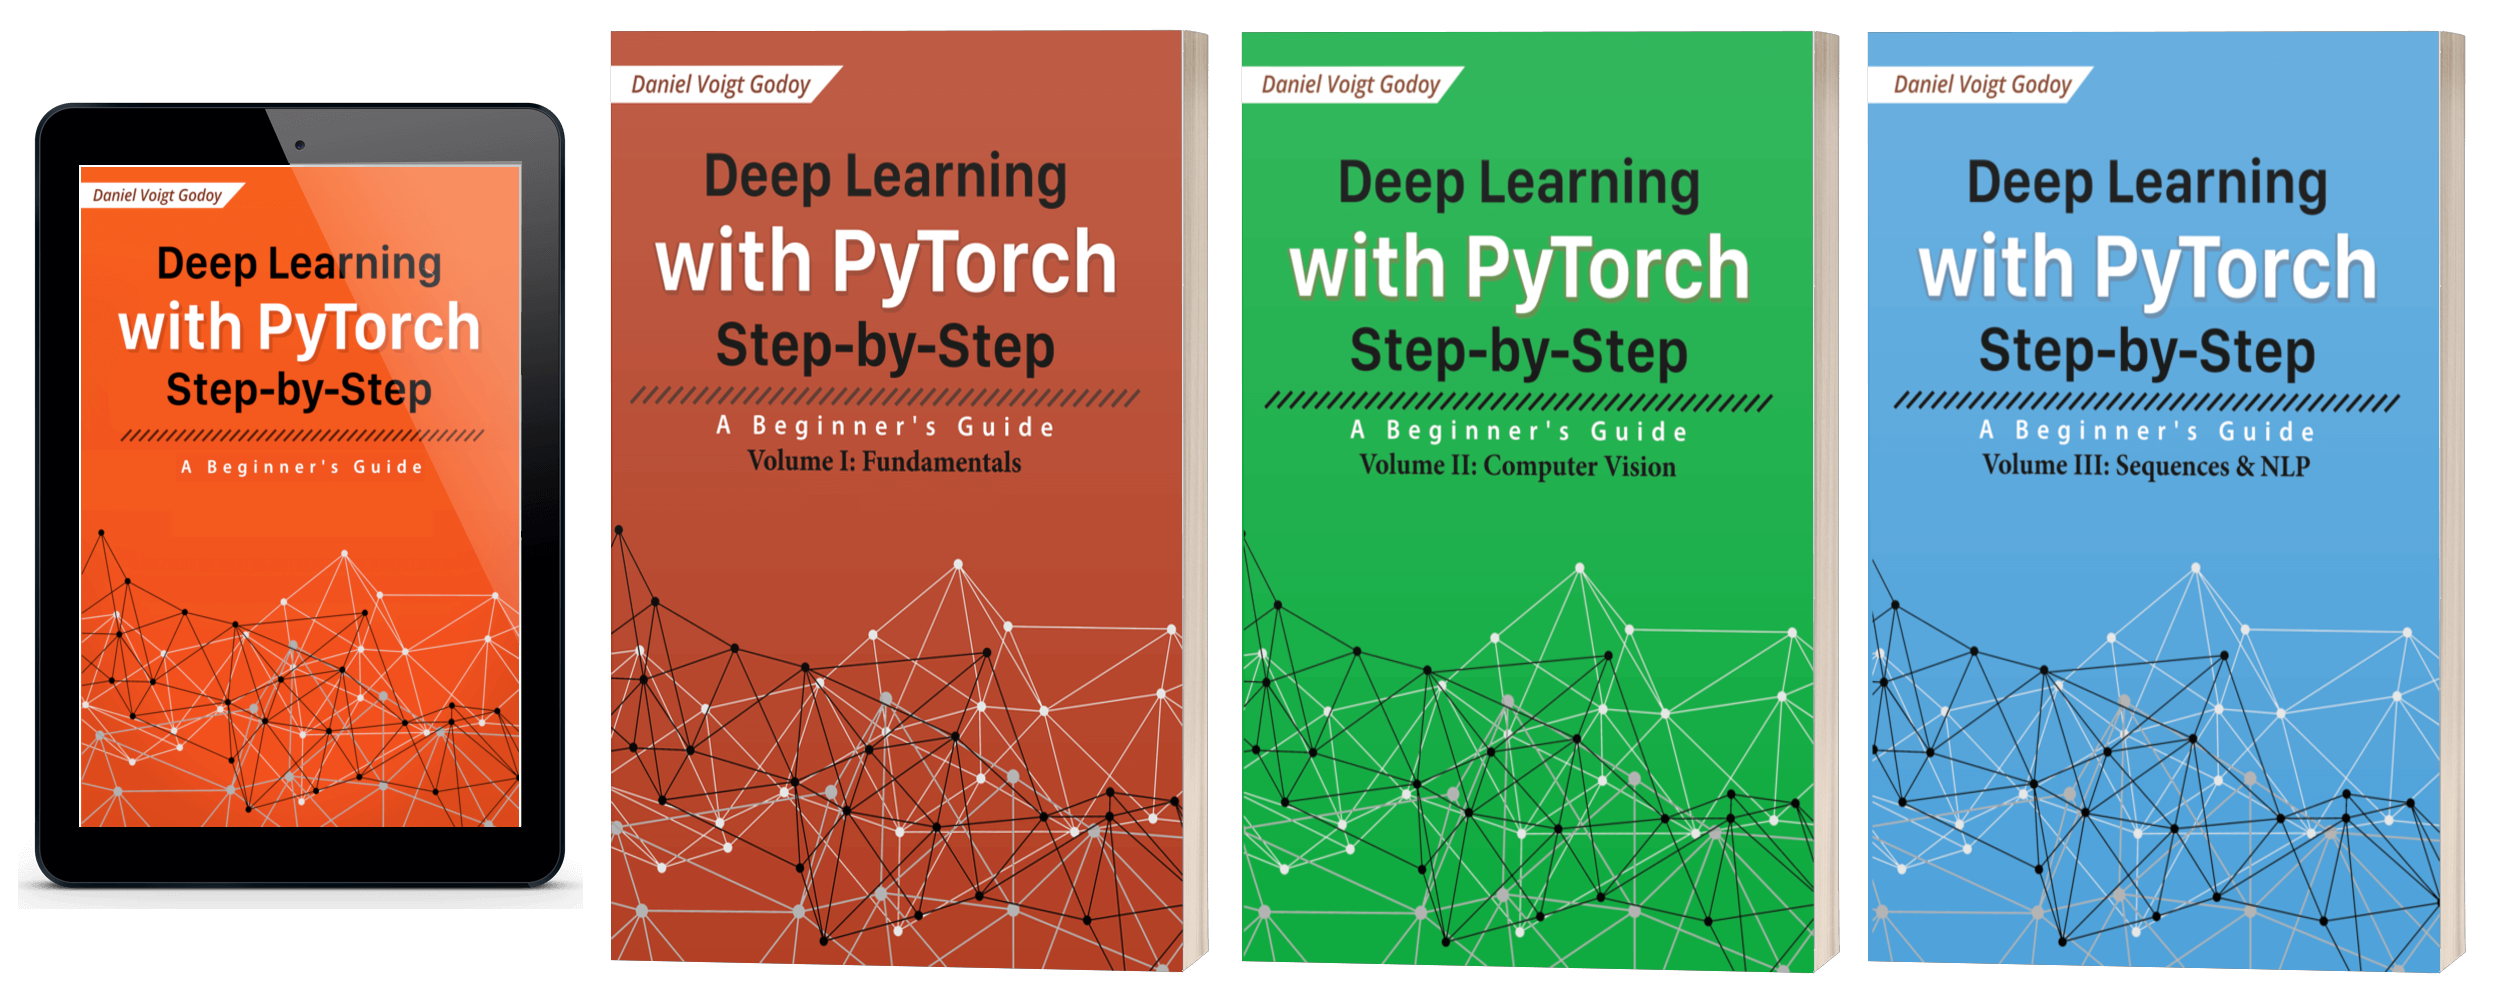 Daniel Voigt Godoy
Deep Learning
with PyTorch
Step-by-Step
A Beginner's Guide
Daniel Voigt Godoy
Deep Learning
with PyTorch
Step-by-Step
A Beginner's Guide
Volume I: Fundamentals
Daniel Voigt Godoy
Deep Learning
with PyTorch
Step-by-Step
A Beginner's Guide
Volume II: Computer Vision
Daniel Voigt Godoy
Deep Learning
with PyTorch
Step-by-Step
A Beginner's Guide
Volume III: Sequences & NLP